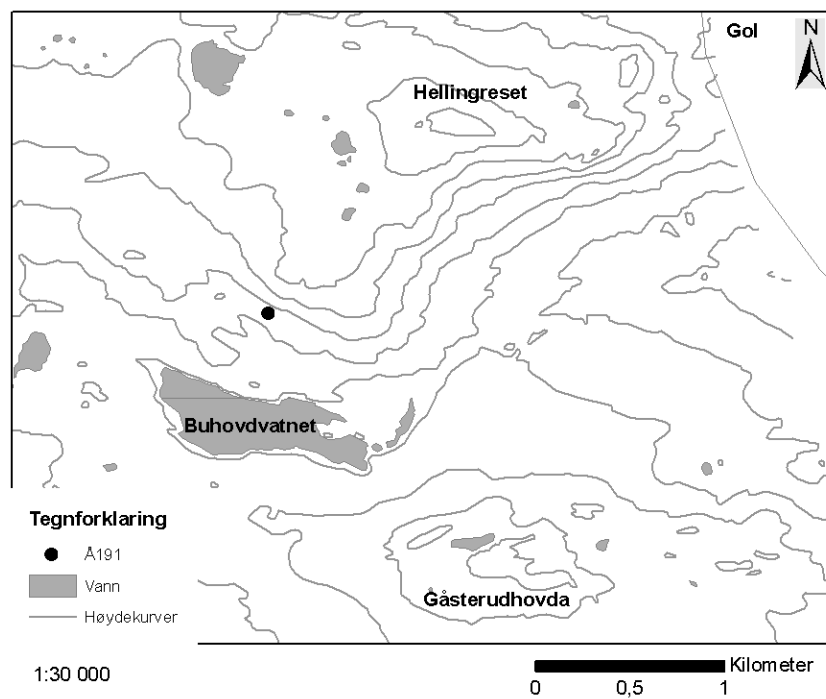 Gol
N
Hellingreset
Buhovdvatnet
Tegnforklaring
Å191
Vann
Høydekurver
Gåsterudhovda
1:30 000
Kilometer
0 0,5 1